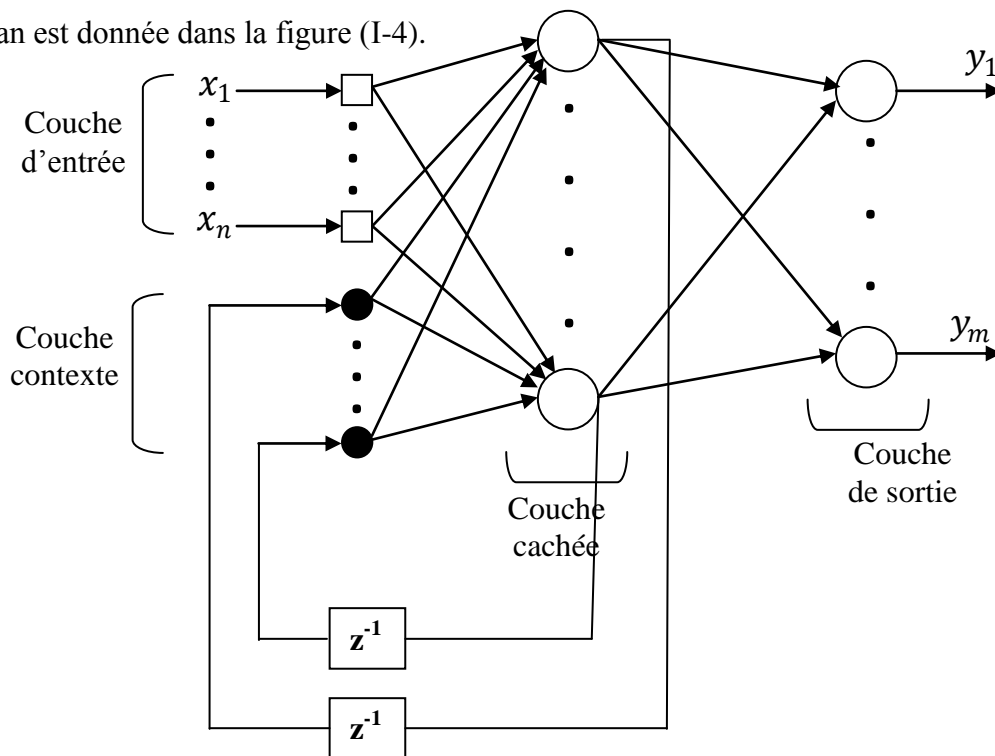 an est donnée dans la figure (I-4).
x₁
y₁
Couche
d'entrée
xₙ
Couche
contexte
yₘ
Couche
de sortie
Couche
cachée
z⁻¹
z⁻¹